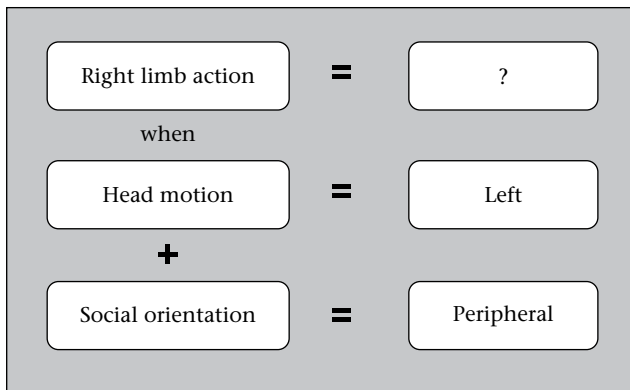 Right limb action = ?
when
Head motion = Left
+
Social orientation = Peripheral